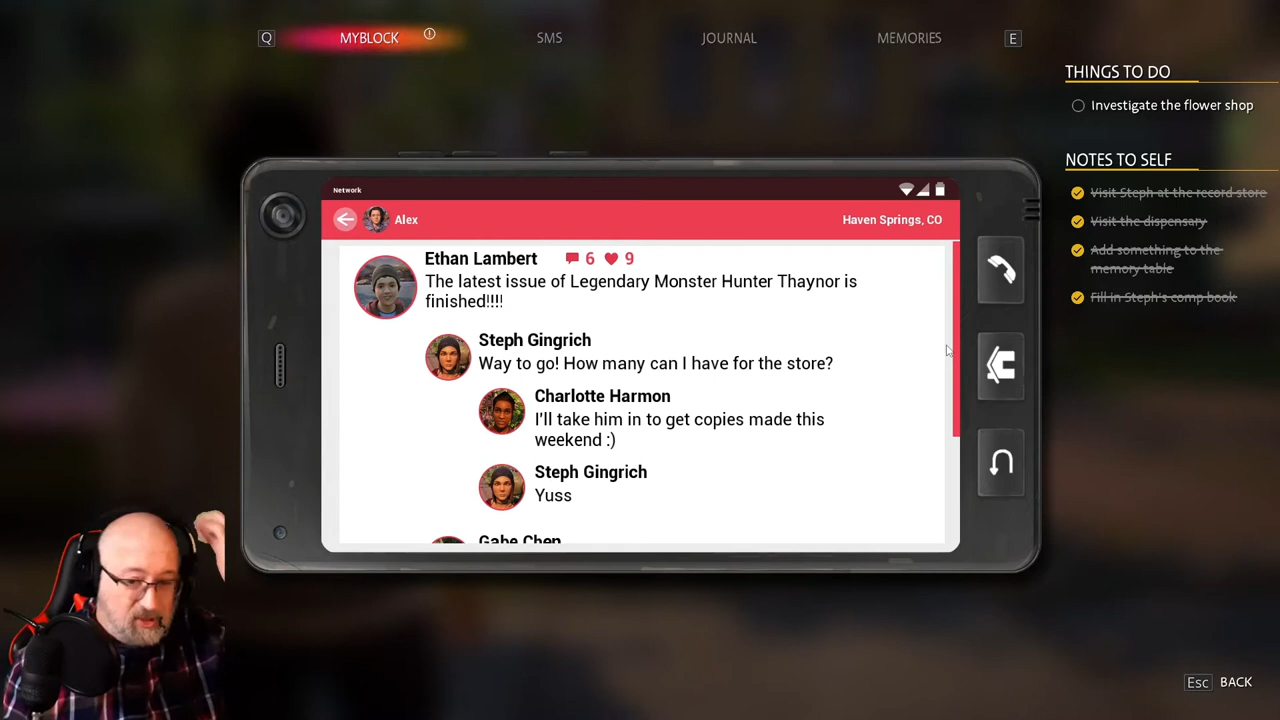 Q MYBLOCK SMS JOURNAL MEMORIES E
THINGS TO DO
Investigate the flower shop
NOTES TO SELF
Visit Steph at the record store
Visit the dispensary
Add something to the
memory table
Fill in Steph's comp book
Network
Alex Haven Springs, CO
Ethan Lambert 6 9
The latest issue of Legendary Monster Hunter Thaynor is
finished!!!!
Steph Gingrich
Way to go! How many can I have for the store?
Charlotte Harmon
I'll take him in to get copies made this
weekend :)
Steph Gingrich
Yuss
Gabe Chen
Esc BACK